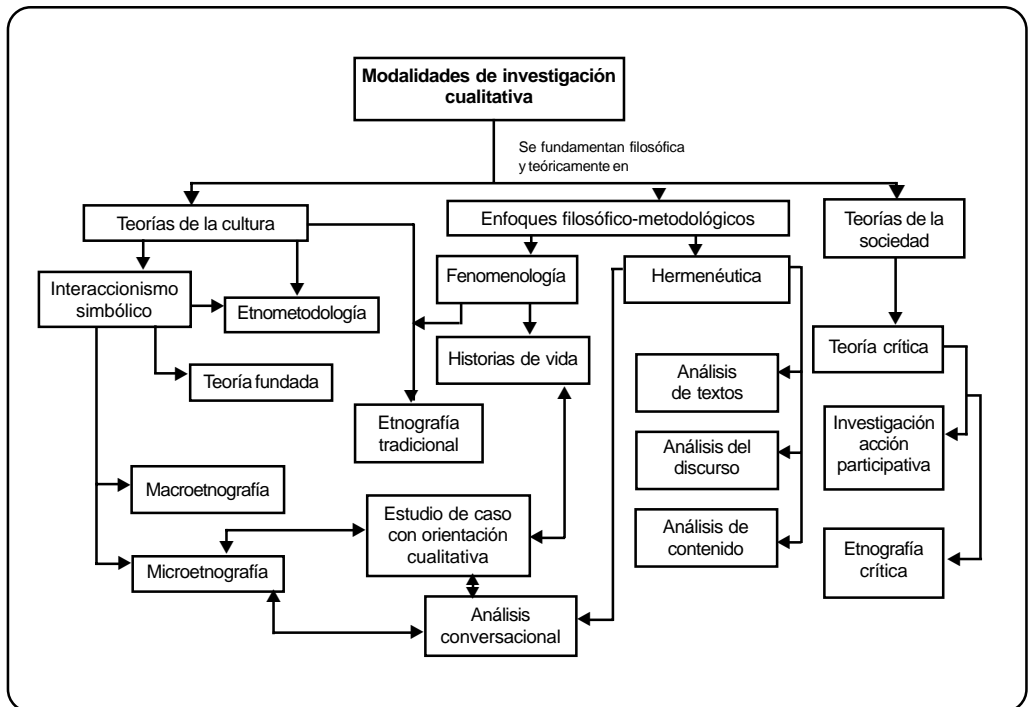 Modalidades de investigación
cualitativa
Se fundamentan filosófica
y teóricamente en
Teorías de la cultura
Enfoques filosófico-metodológicos
Teorías de la
sociedad
Interaccionismo
simbólico
Etnometodología
Fenomenología
Hermenéutica
Teoría fundada
Historias de vida
Teoría crítica
Etnografía
tradicional
Análisis
de textos
Investigación
acción
participativa
Análisis del
discurso
Macroetnografía
Estudio de caso
con orientación
cualitativa
Análisis de
contenido
Etnografía
crítica
Microetnografía
Análisis
conversacional